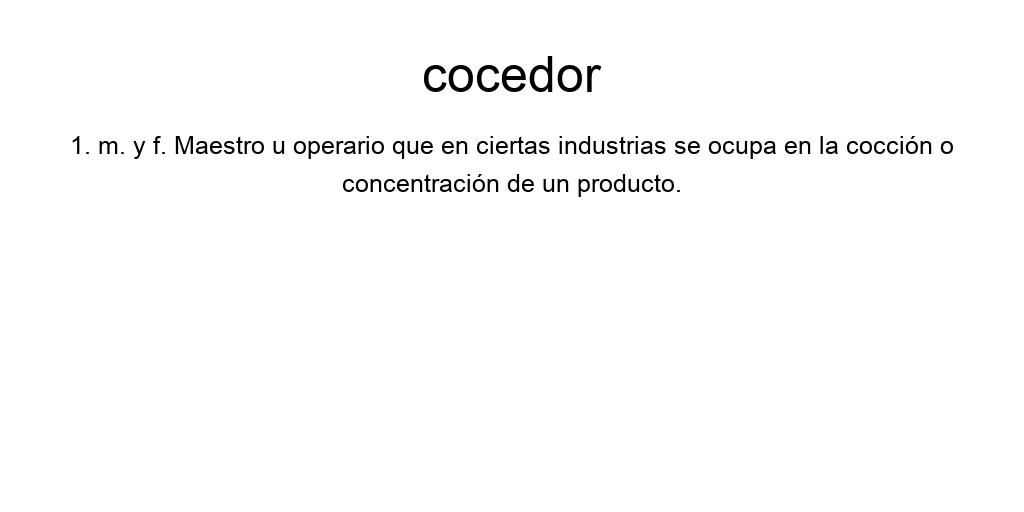 cocedor
1. m. y f. Maestro u operario que en ciertas industrias se ocupa en la cocción o
concentración de un producto.